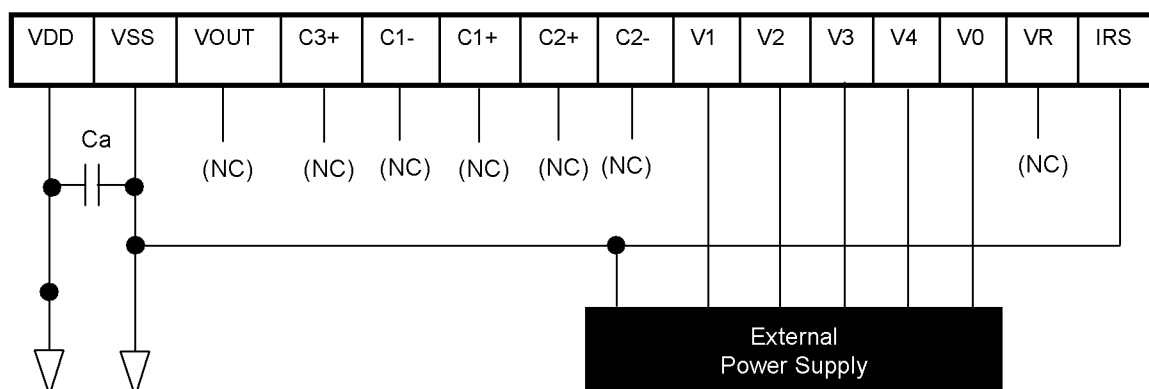 VDD VSS VOUT C3+ C1- C1+ C2+ C2- V1 V2 V3 V4 V0 VR IRS
Ca
(NC) (NC) (NC) (NC) (NC) (NC) (NC)
External
Power Supply